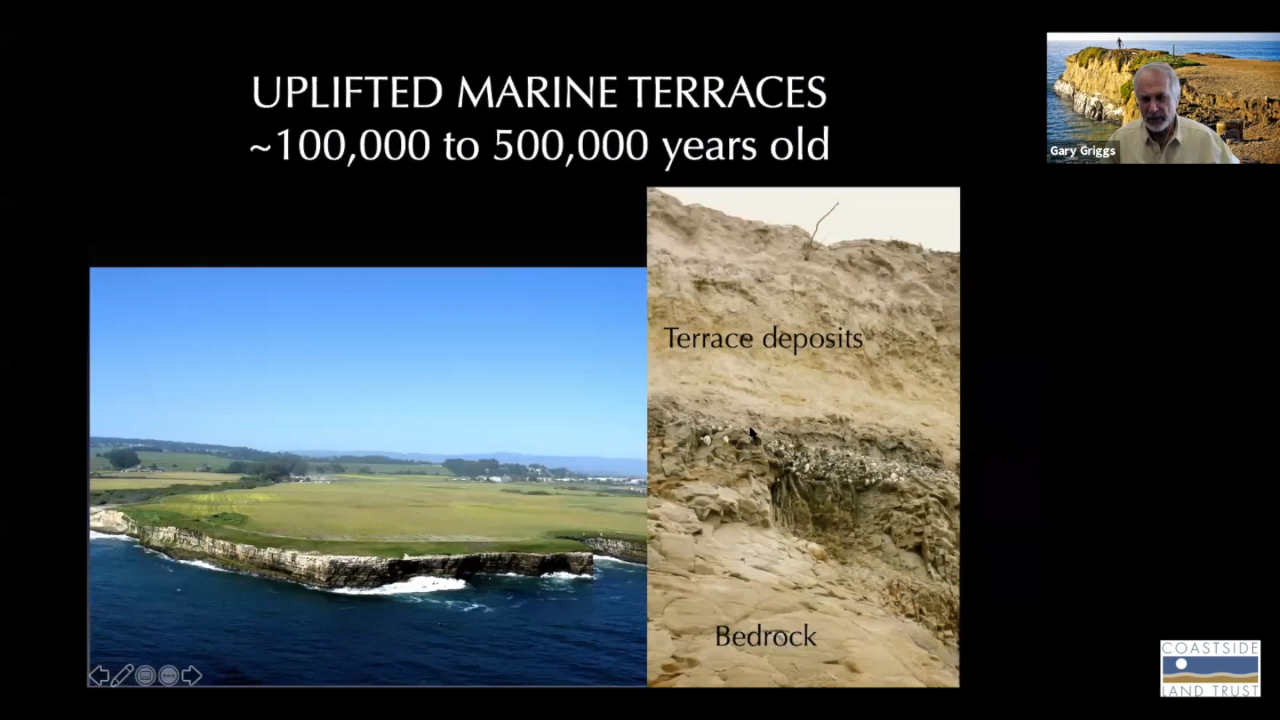 UPLIFTED MARINE TERRACES
~100,000 to 500,000 years old
Gary Griggs
Terrace deposits
Bedrock
COASTSIDE
LAND TRUST